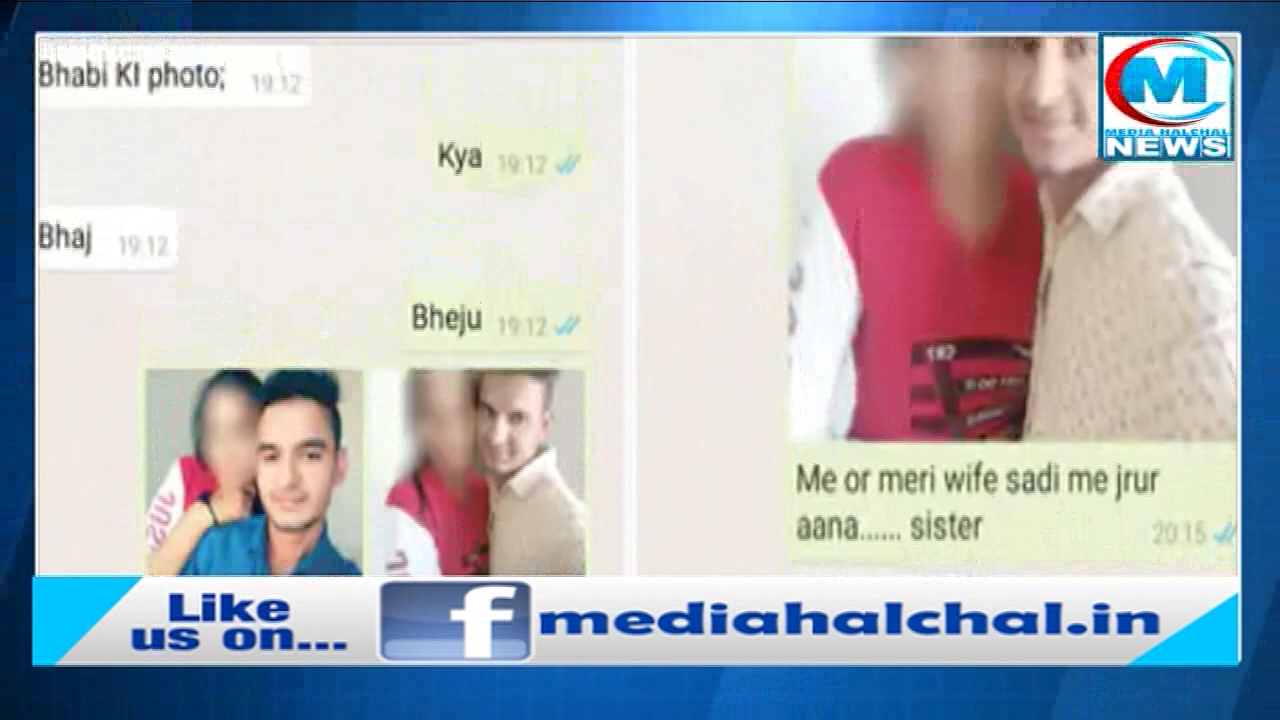 Bhabi KI photo; 19:12
Kya 19:12
Bhaj 19:12
Bheju 19:12
Me or meri wife sadi me jrur
aana...... sister
20:15
M
MEDIA HALCHAL
NEWS
Like
us on...
f
mediahalchal.in